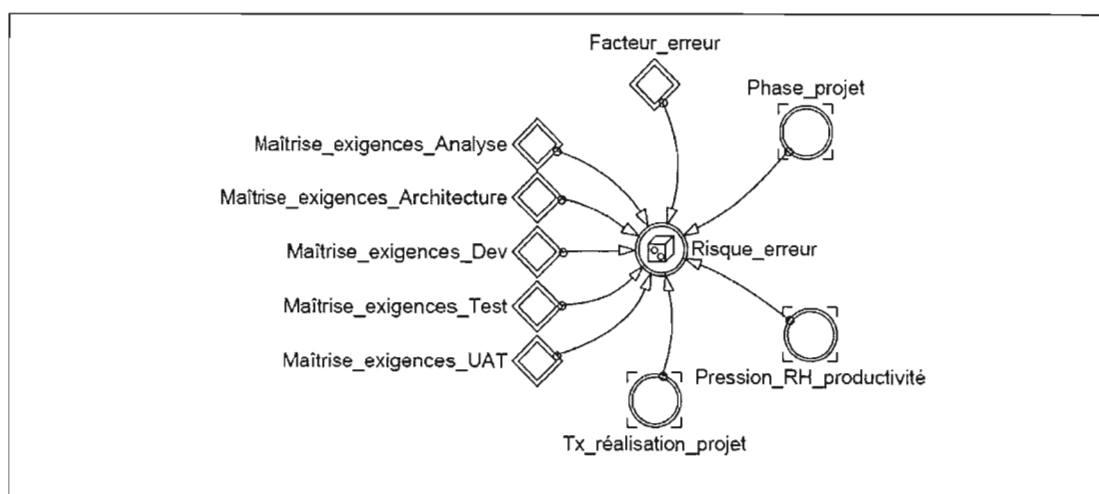 Facteur_erreur
Phase_projet
Maîtrise_exigences_Analyse
Maîtrise_exigences_Architecture
Maîtrise_exigences_Dev
Risque_erreur
Maîtrise_exigences_Test
Maîtrise_exigences_UAT
Pression_RH_productivité
Tx_réalisation_projet